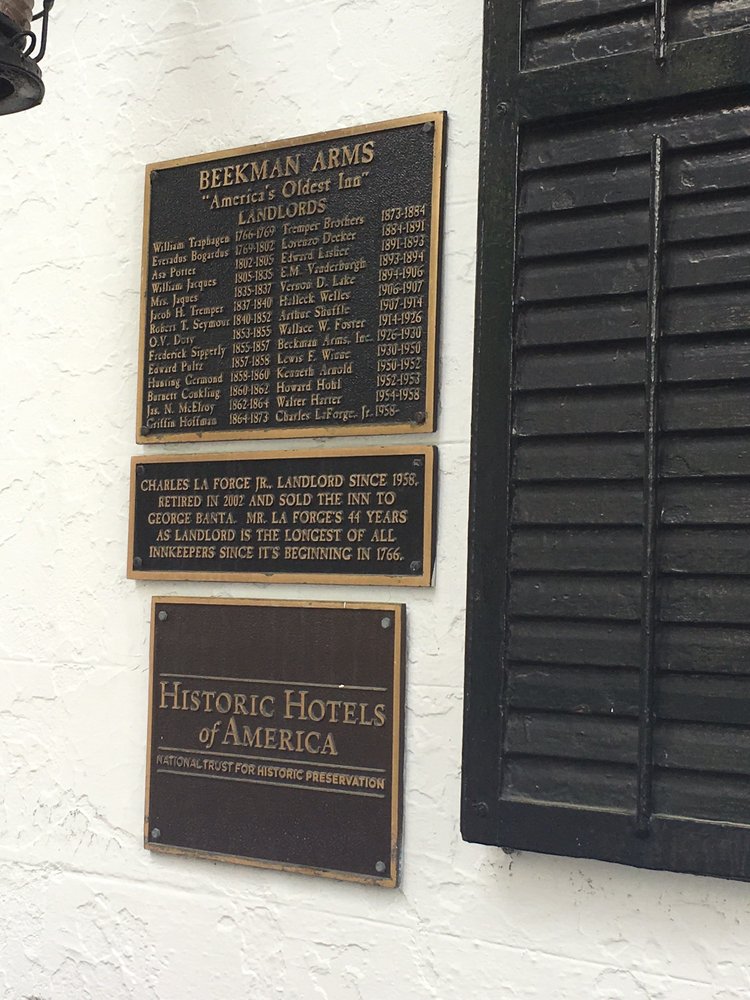 BEEKMAN ARMS
"America's Oldest Inn"
LANDLORDS
William Traphagen 1766-1769 Tremper Brothers 1873-1884
Everadus Bogardus 1769-1802 Lorenzo Decker 1884-1891
Asa Potter 1802-1805 Edward Lasher 1891-1893
William Jacques 1805-1835 E.M. Vanderburgh 1893-1894
Mrs. Jaques 1835-1837 Vernon D. Lake 1894-1906
Jacob H. Tremper 1837-1840 Halleck Welles 1906-1907
Robert T. Seymour 1840-1852 Arthur Shuffle 1907-1914
O.V. Doty 1853-1855 Wallace W. Foster 1914-1926
Frederick Sipperly 1855-1857 Beekman Arms, Inc. 1926-1930
Edward Pultz 1857-1858 Lewis F. Winne 1930-1950
Hunting Germond 1858-1860 Kenneth Arnold 1950-1952
Burnett Conkling 1860-1862 Howard Hohl 1952-1953
Jas. N. McElroy 1862-1864 Walter Harter 1954-1958
Griffin Hoffman 1864-1873 Charles LaForge, Jr. 1958-
CHARLES LA FORGE JR., LANDLORD SINCE 1958,
RETIRED IN 2002 AND SOLD THE INN TO
GEORGE BANTA. MR. LA FORGE'S 44 YEARS
AS LANDLORD IS THE LONGEST OF ALL
INNKEEPERS SINCE IT'S BEGINNING IN 1766.
HISTORIC HOTELS
of AMERICA
NATIONAL TRUST FOR HISTORIC PRESERVATION